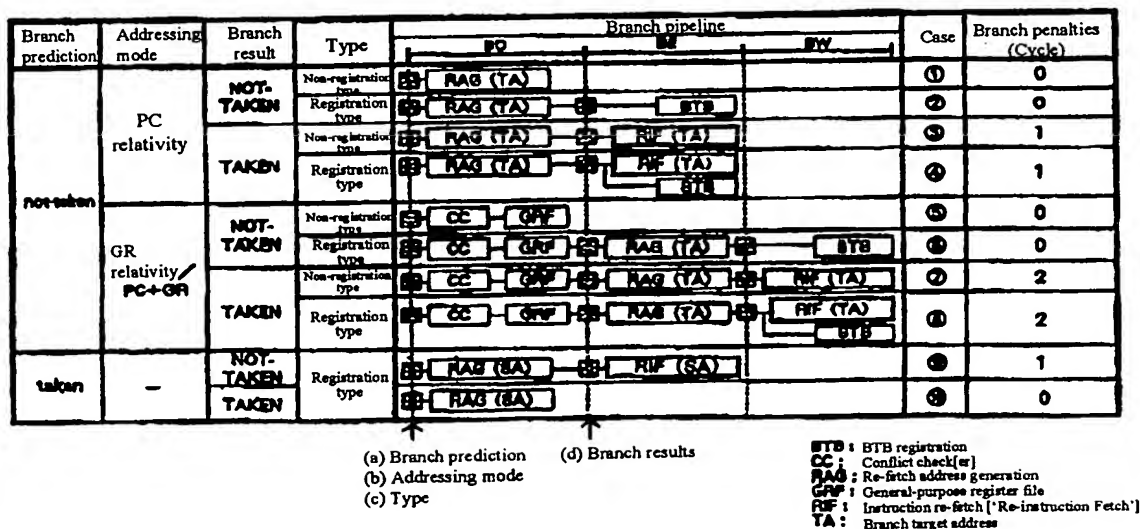 Branch prediction Addressing mode Branch result Type Branch pipeline Case Branch penalties (Cycle)
BD
not-taken PC relativity NOT-TAKEN Non-registration type RAG (TA) ① 0
Registration type RAG (TA) BTB ② 0
TAKEN Non-registration type RAG (TA) RIF (TA) ③ 1
Registration type RAG (TA) RIF (TA) BTB ④ 1
GR relativity/PC+GR NOT-TAKEN Non-registration type CC GRF ⑤ 0
Registration type CC GRF RAG (TA) BTB 0
TAKEN Non-registration type CC GRF RAG (TA) RIF (TA) ⑦ 2
Registration type CC GRF RAG (TA) RIF (TA) BTB 2
taken — NOT-TAKEN Registration type RAG (SA) RIF (SA) 1
TAKEN RAG (SA) 0
(a) Branch prediction
(b) Addressing mode
(c) Type
(d) Branch results
BTB : BTB registration
CC : Conflict check[er]
RAG : Re-fetch address generation
GRF : General-purpose register file
RIF : Instruction re-fetch ['Re-instruction Fetch']
TA : Branch target address